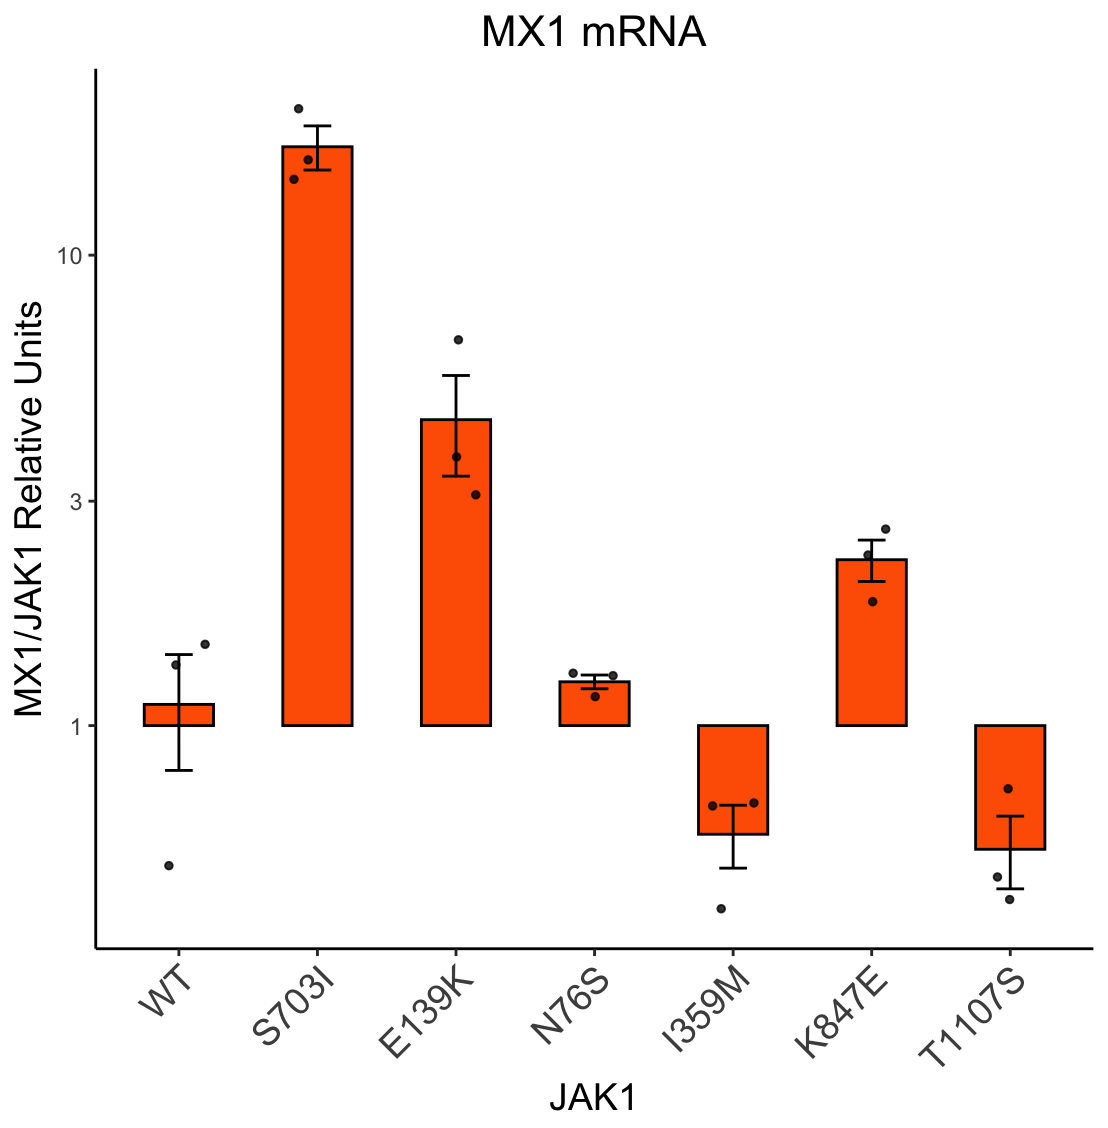 MX1 mRNA
MX1/JAK1 Relative Units
10
3
1
WT
S703I
E139K
N76S
I359M
K847E
T1107S
JAK1